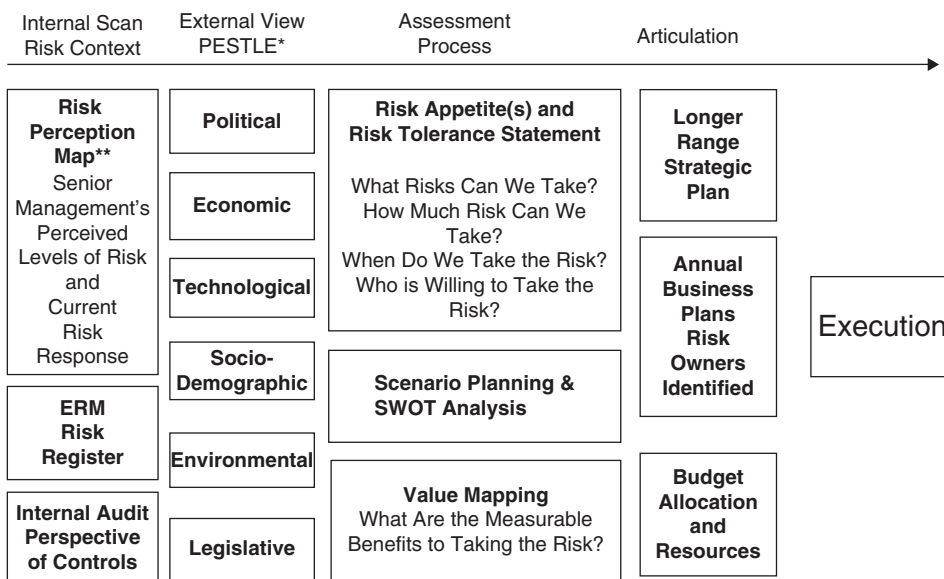 Internal Scan
Risk Context
External View
PESTLE*
Assessment
Process
Articulation
Risk
Perception
Map**
Senior
Management's
Perceived
Levels of Risk
and
Current
Risk
Response
ERM
Risk
Register
Internal Audit
Perspective
of Controls
Political
Economic
Technological
Socio-
Demographic
Environmental
Legislative
Risk Appetite(s) and
Risk Tolerance Statement
What Risks Can We Take?
How Much Risk Can We
Take?
When Do We Take the Risk?
Who is Willing to Take the
Risk?
Scenario Planning &
SWOT Analysis
Value Mapping
What Are the Measurable
Benefits to Taking the Risk?
Longer
Range
Strategic
Plan
Annual
Business
Plans
Risk
Owners
Identified
Budget
Allocation
and
Resources
Execution